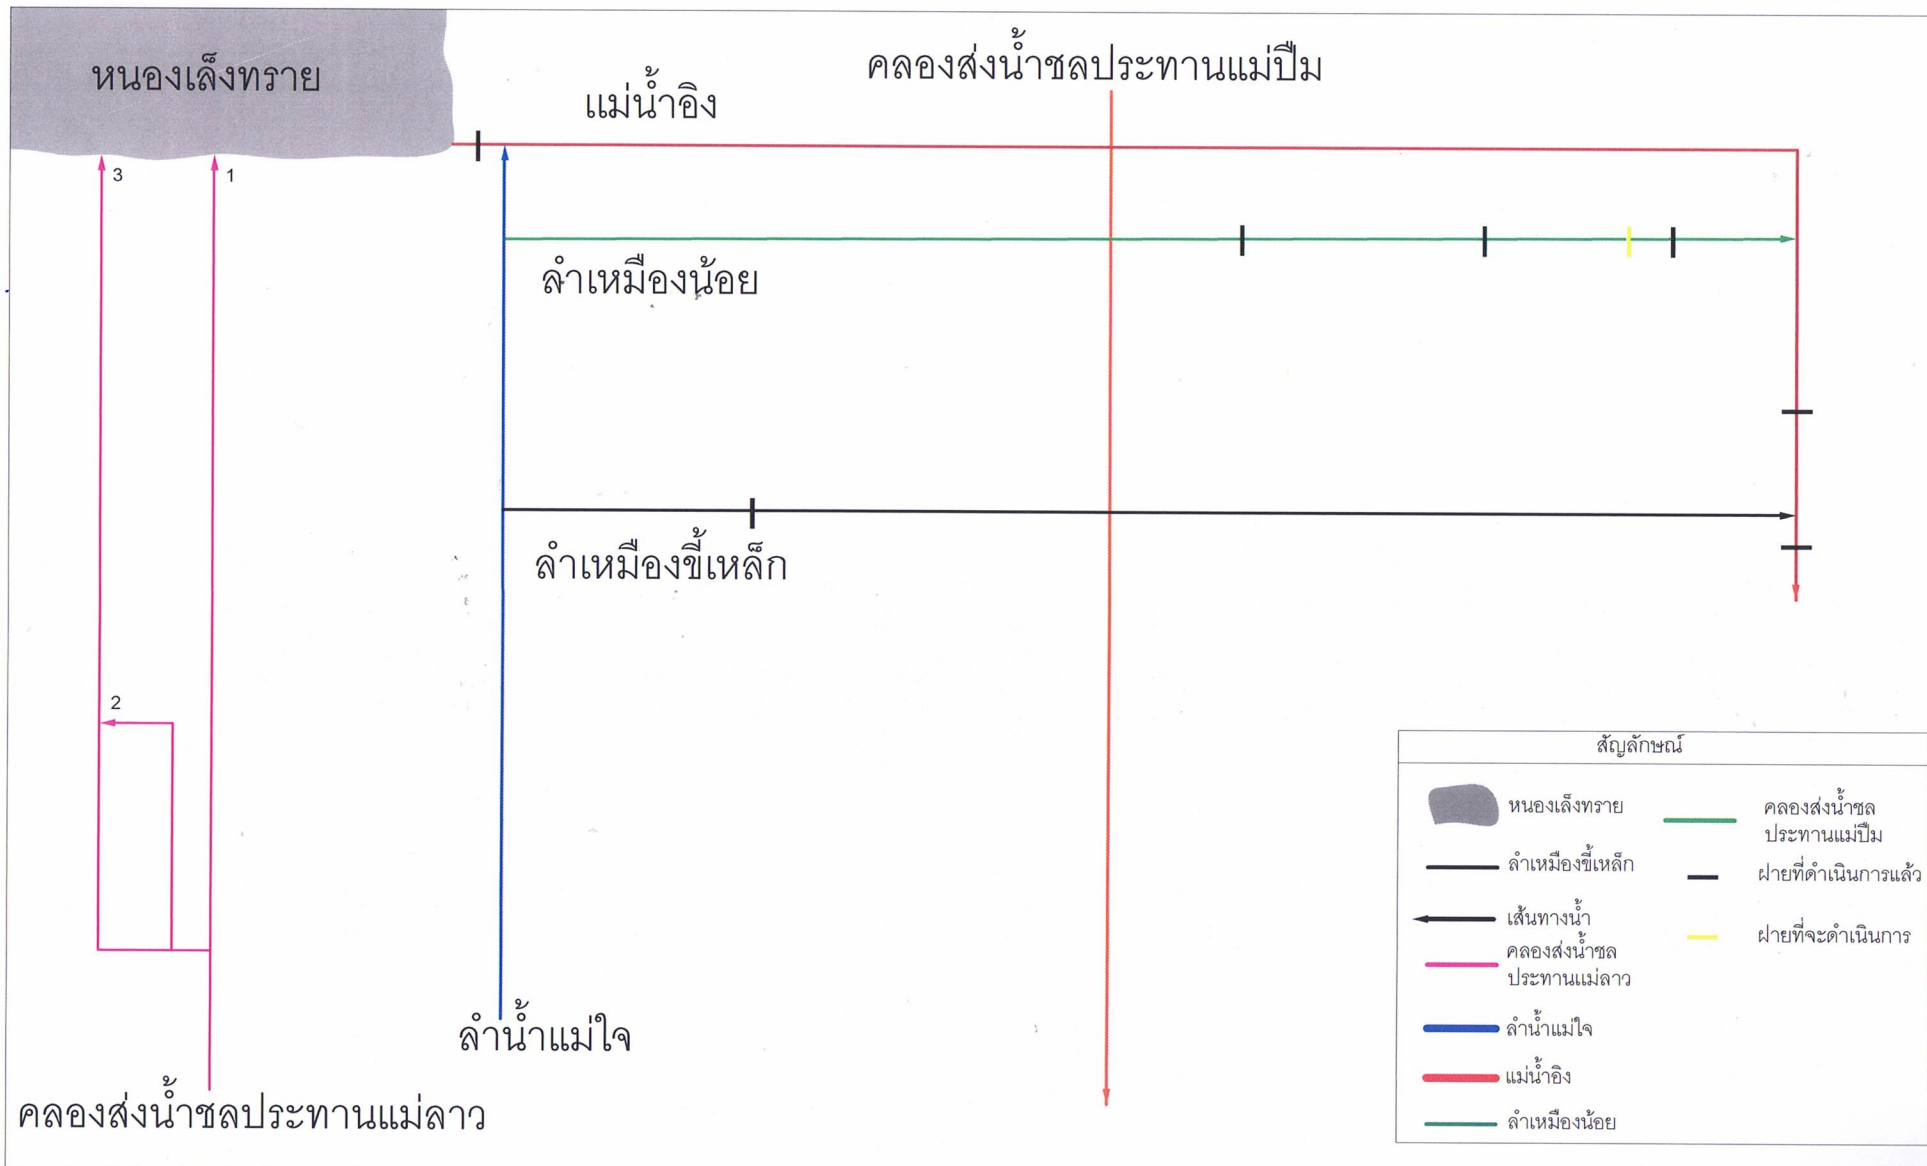 หนองเล็งทราย
แม่น้ำอิง
คลองส่งน้ำชลประทานแม่ปืม
3
1
ลำเหมืองน้อย
ลำเหมืองขี้เหล็ก
2
ลำน้ำแม่ใจ
คลองส่งน้ำชลประทานแม่ลาว
สัญลักษณ์
หนองเล็งทราย
ลำเหมืองขี้เหล็ก
เส้นทางน้ำ
คลองส่งน้ำชล
ประทานแม่ลาว
ลำน้ำแม่ใจ
แม่น้ำอิง
ลำเหมืองน้อย
คลองส่งน้ำชล
ประทานแม่ปืม
ฝายที่ดำเนินการแล้ว
ฝายที่จะดำเนินการ